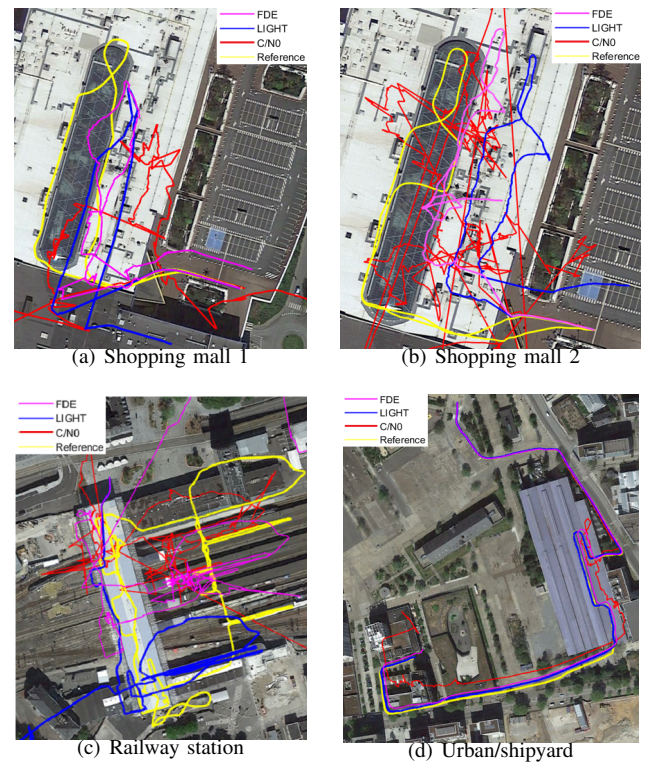 FDE
LIGHT
C/N0
Reference
(a) Shopping mall 1
FDE
LIGHT
C/N0
Reference
(b) Shopping mall 2
FDE
LIGHT
C/N0
Reference
(c) Railway station
FDE
LIGHT
C/N0
Reference
(d) Urban/shipyard